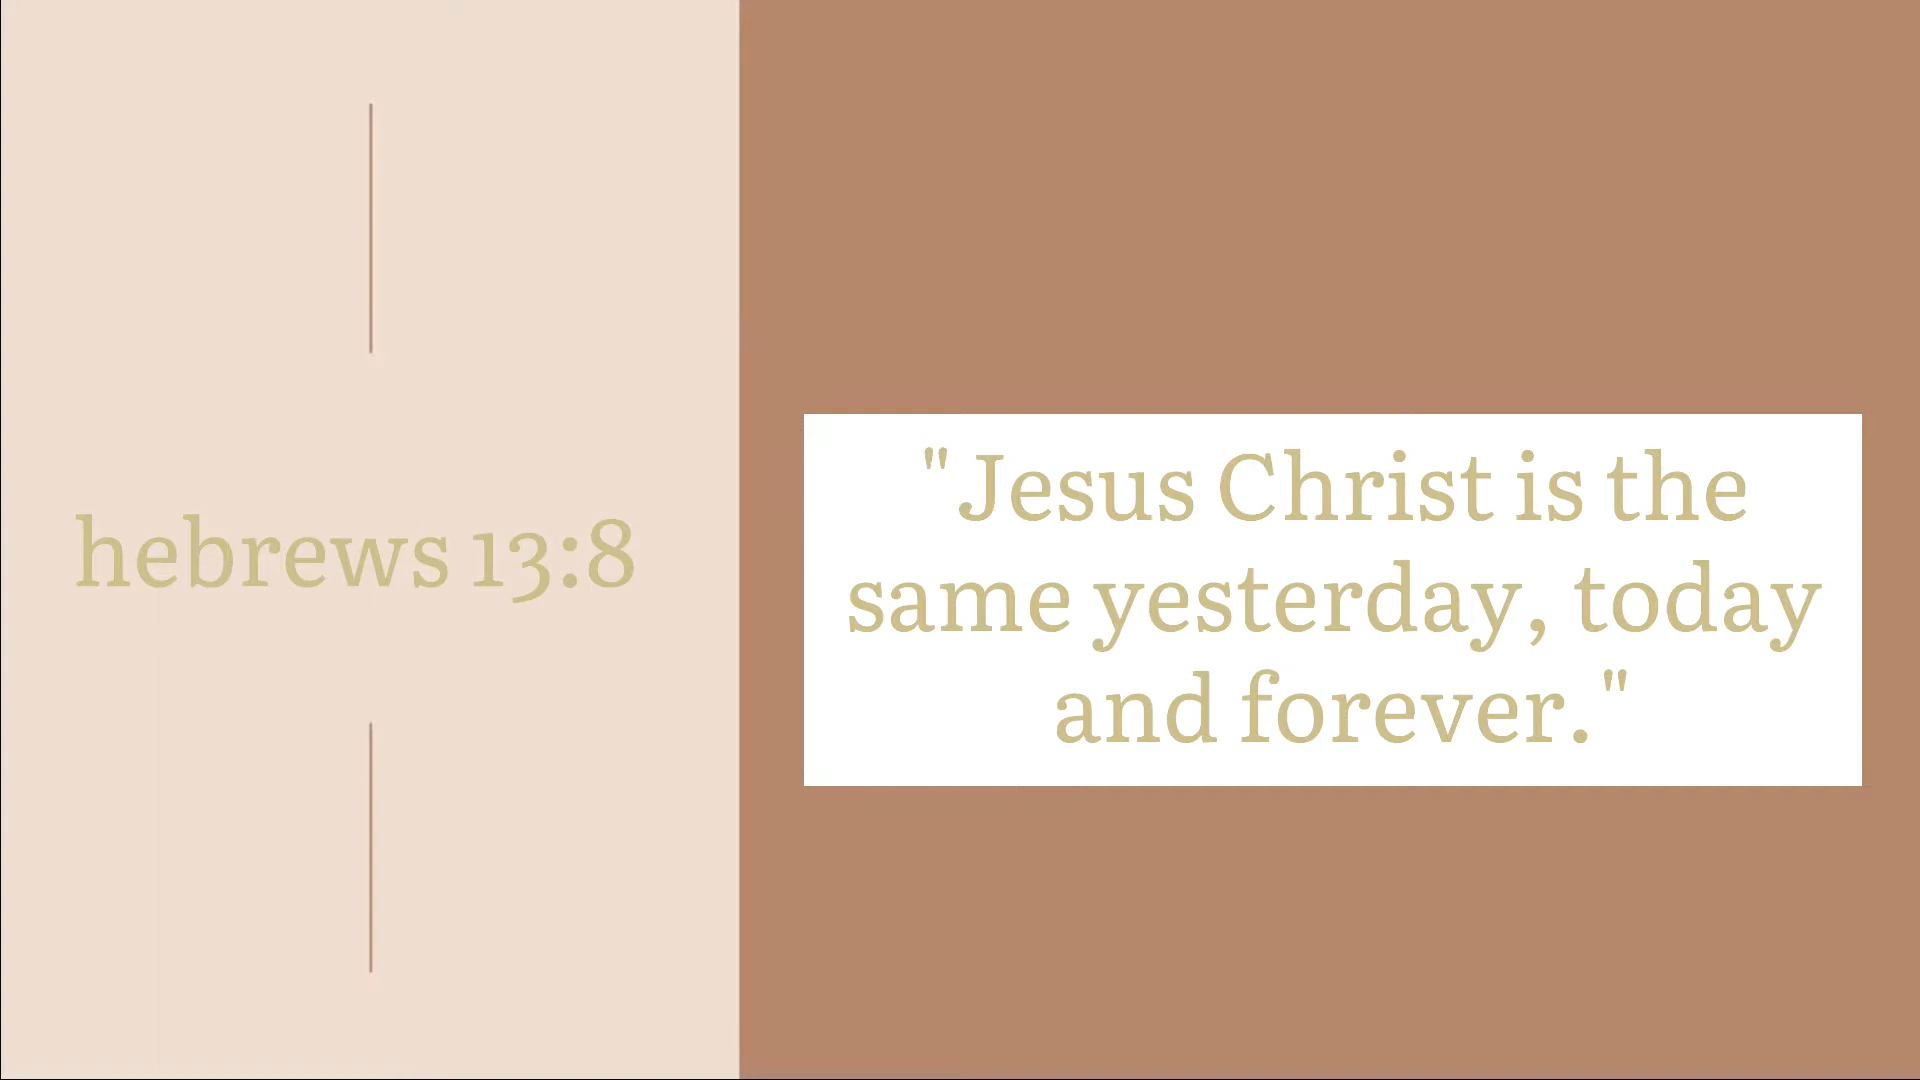 hebrews 13:8
"Jesus Christ is the
same yesterday, today
and forever."